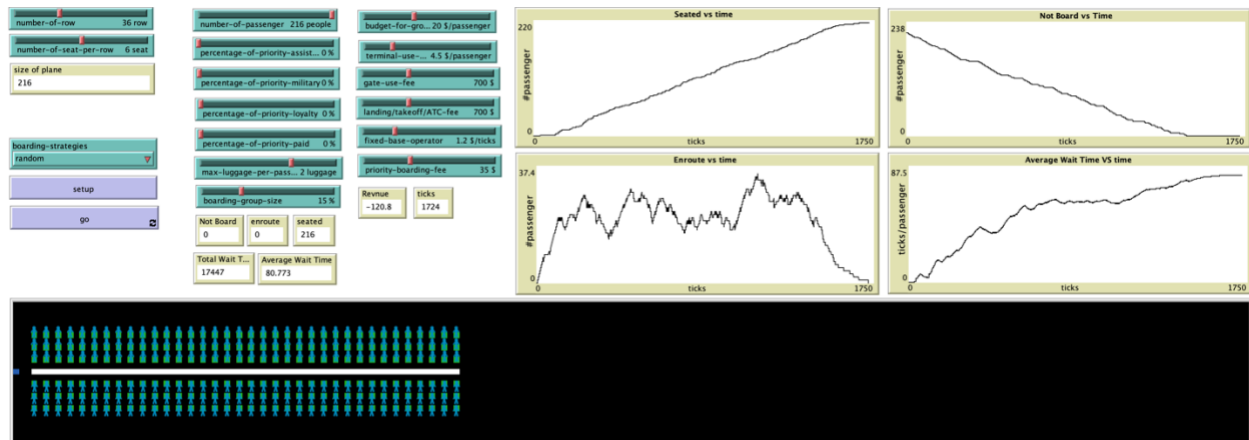 number-of-row 36 row
number-of-seat-per-row 6 seat
size of plane
216
boarding-strategies
random
setup
go
number-of-passenger 216 people
percentage-of-priority-assist... 0 %
percentage-of-priority-military 0 %
percentage-of-priority-loyalty 0 %
percentage-of-priority-paid 0 %
max-luggage-per-pass... 2 luggage
boarding-group-size 15 %
Not Board
0
enroute
0
seated
216
Total Wait T...
17447
Average Wait Time
80.773
budget-for-gro... 20 $/passenger
terminal-use-... 4.5 $/passenger
gate-use-fee 700 $
landing/takeoff/ATC-fee 700 $
fixed-base-operator 1.2 $/ticks
priority-boarding-fee 35 $
Revnue
-120.8
ticks
1724
Seated vs time
220
#passenger
0
0 ticks 1750
Not Board vs Time
238
#passenger
0
0 ticks 1750
Enroute vs time
37.4
#passenger
0
0 ticks 1750
Average Wait Time VS time
87.5
ticks/passenger
0
0 ticks 1750